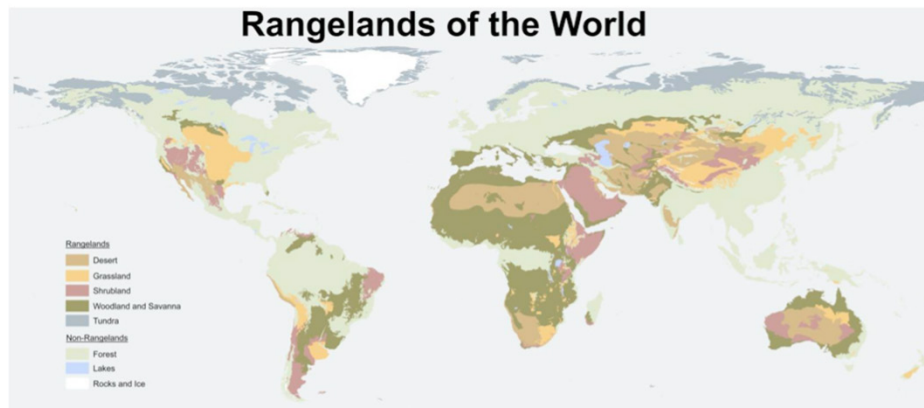 Rangelands of the World
Rangelands
Desert
Grassland
Shrubland
Woodland and Savanna
Tundra
Non-Rangelands
Forest
Lakes
Rocks and Ice